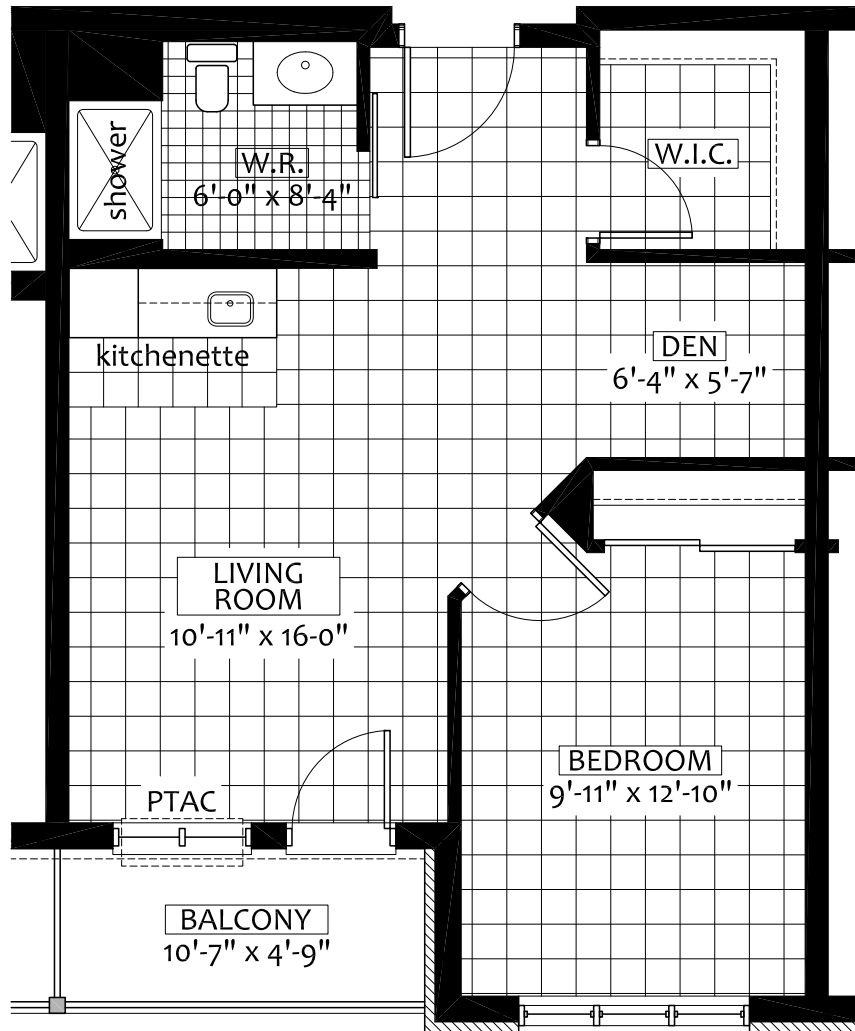 shower
W.R.
6'-0" x 8'-4"
W.I.C.
kitchenette
DEN
6'-4" x 5'-7"
LIVING
ROOM
10'-11" x 16-0"
BEDROOM
9'-11" x 12'-10"
PTAC
BALCONY
10'-7" x 4'-9"